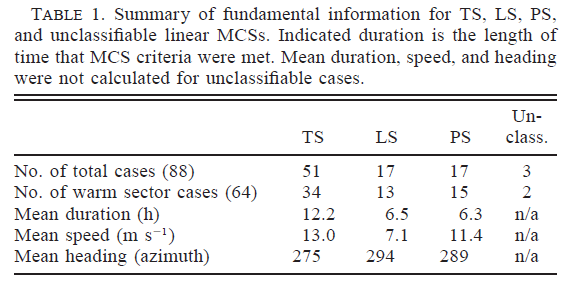 TABLE 1. Summary of fundamental information for TS, LS, PS,
and unclassifiable linear MCSs. Indicated duration is the length of
time that MCS criteria were met. Mean duration, speed, and heading
were not calculated for unclassifiable cases.
Un-
TS LS PS class.
No. of total cases (88) 51 17 17 3
No. of warm sector cases (64) 34 13 15 2
Mean duration (h) 12.2 6.5 6.3 n/a
Mean speed (m s⁻¹) 13.0 7.1 11.4 n/a
Mean heading (azimuth) 275 294 289 n/a